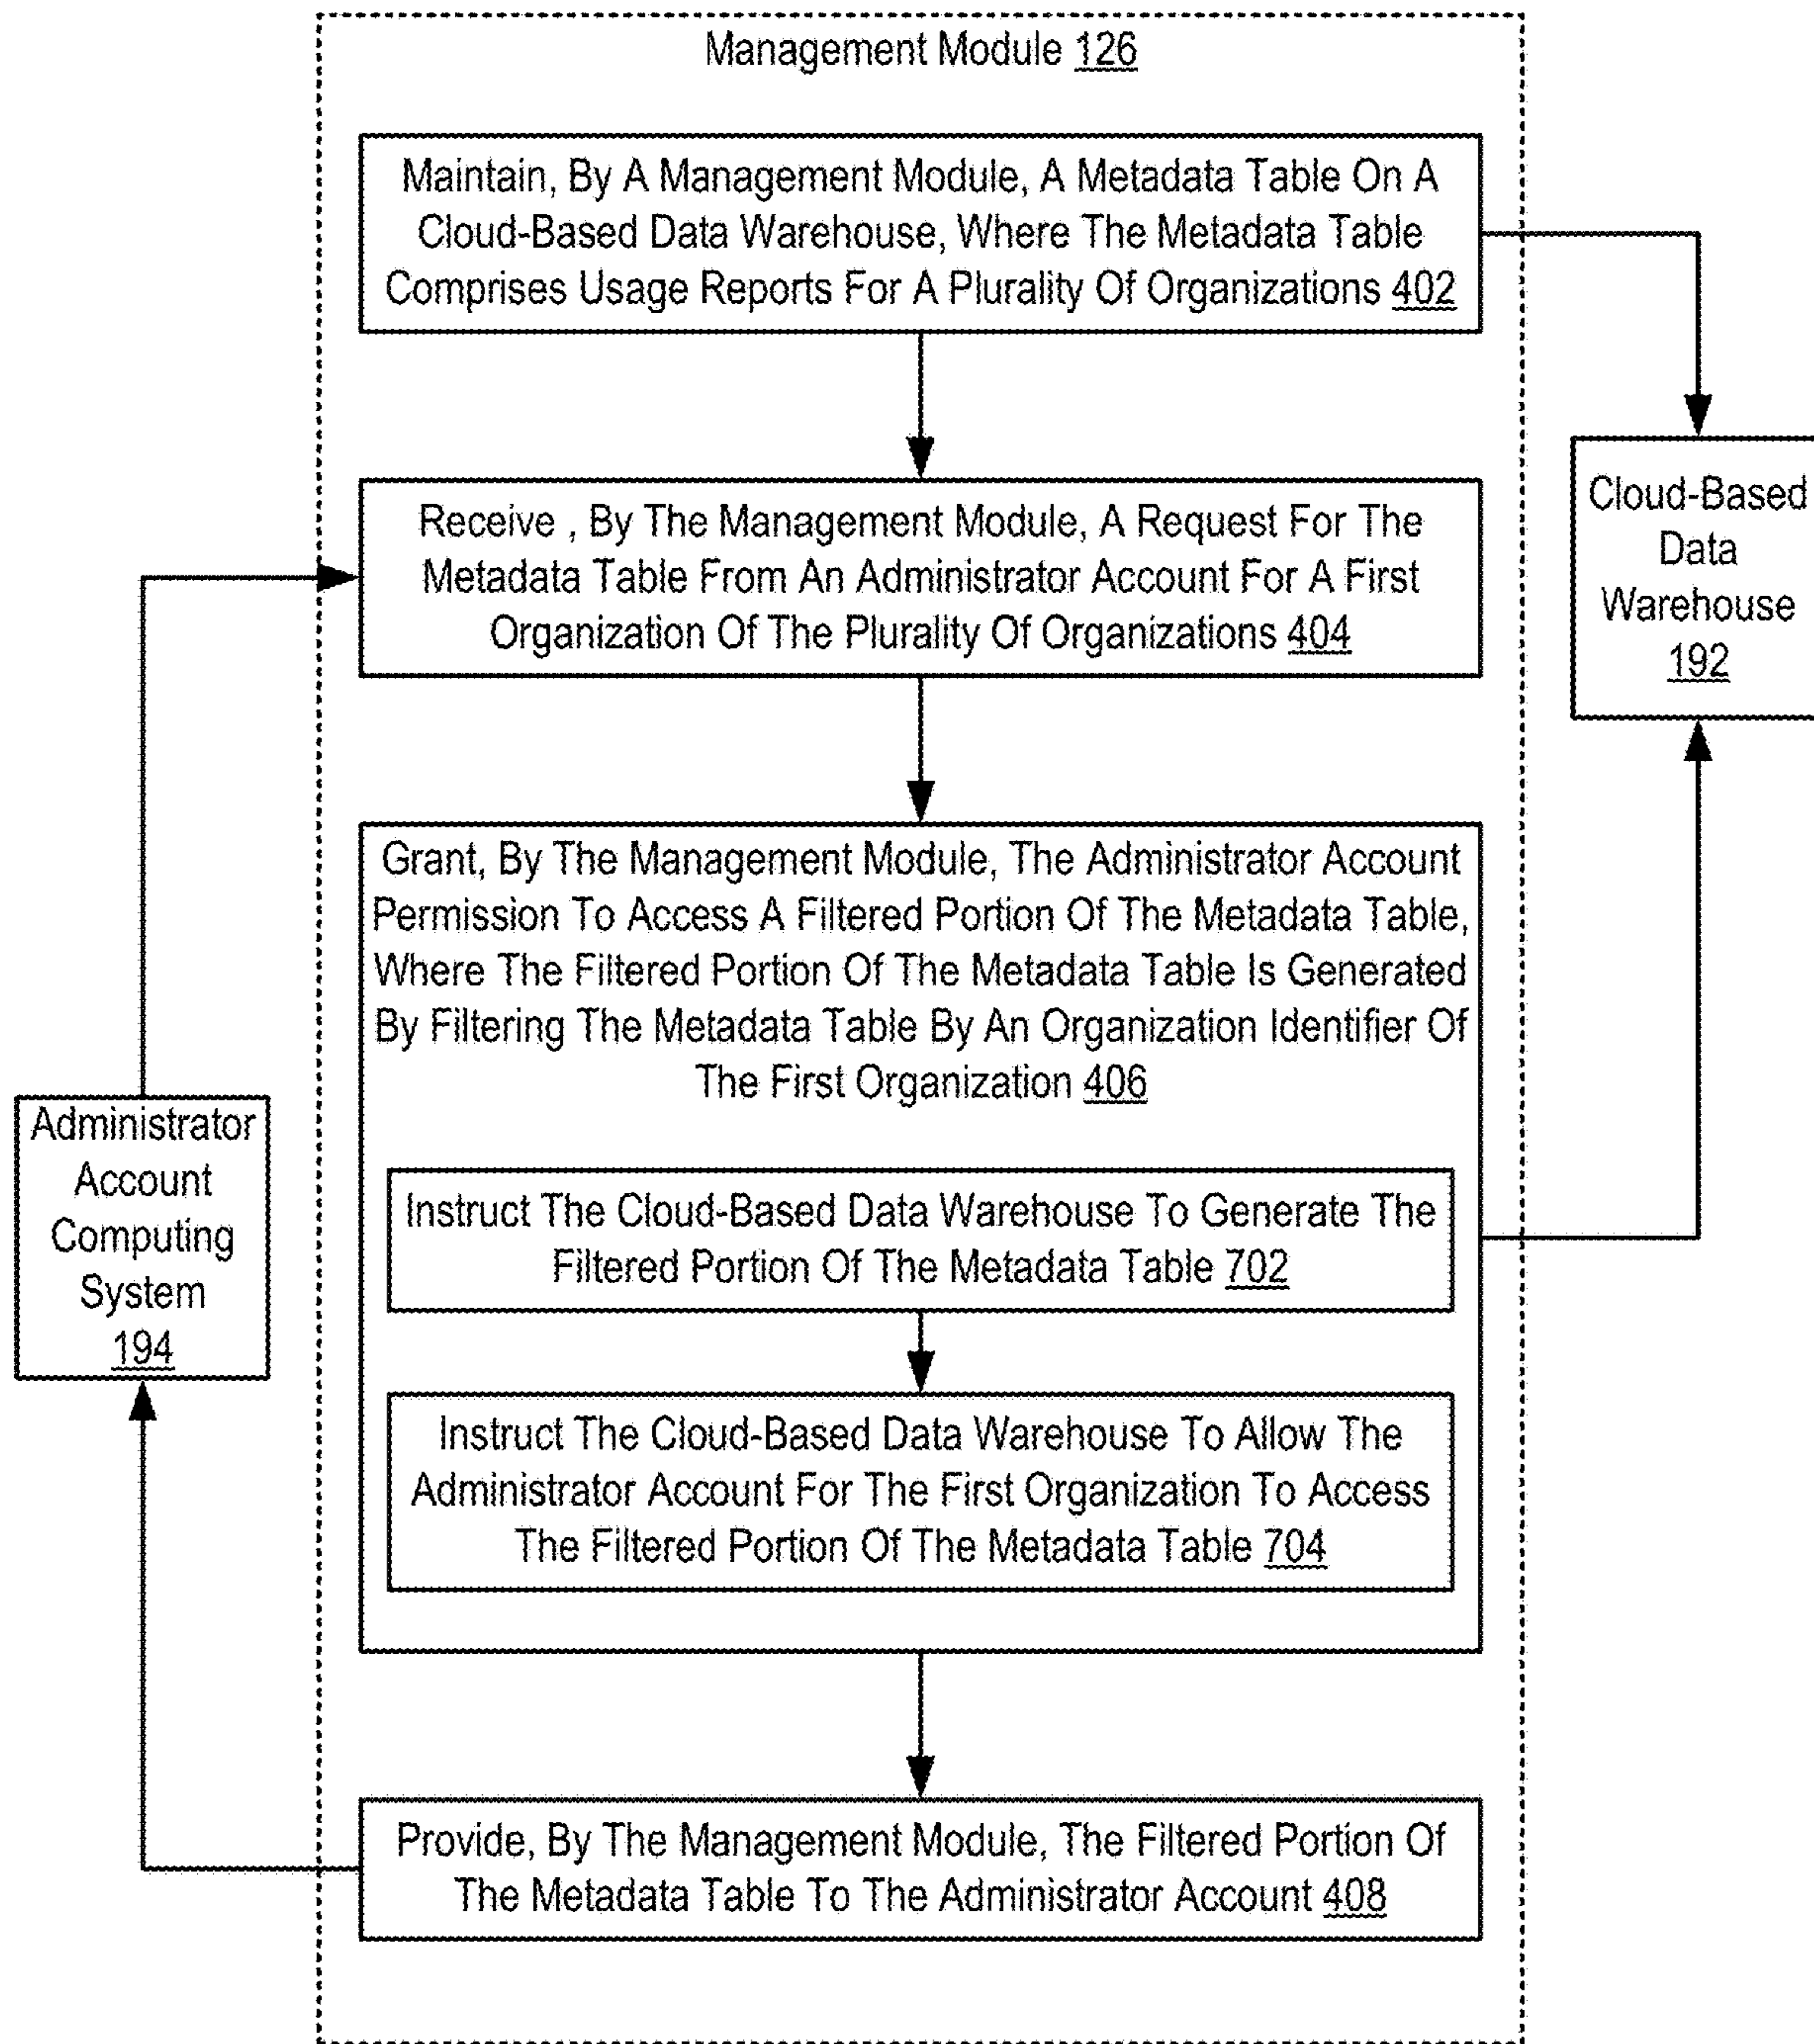 Management Module 126
Maintain, By A Management Module, A Metadata Table On A
Cloud-Based Data Warehouse, Where The Metadata Table
Comprises Usage Reports For A Plurality Of Organizations 402
Receive , By The Management Module, A Request For The
Metadata Table From An Administrator Account For A First
Organization Of The Plurality Of Organizations 404
Cloud-Based
Data
Warehouse
192
Grant, By The Management Module, The Administrator Account
Permission To Access A Filtered Portion Of The Metadata Table,
Where The Filtered Portion Of The Metadata Table Is Generated
By Filtering The Metadata Table By An Organization Identifier Of
The First Organization 406
Administrator
Account
Computing
System
194
Instruct The Cloud-Based Data Warehouse To Generate The
Filtered Portion Of The Metadata Table 702
Instruct The Cloud-Based Data Warehouse To Allow The
Administrator Account For The First Organization To Access
The Filtered Portion Of The Metadata Table 704
Provide, By The Management Module, The Filtered Portion Of
The Metadata Table To The Administrator Account 408